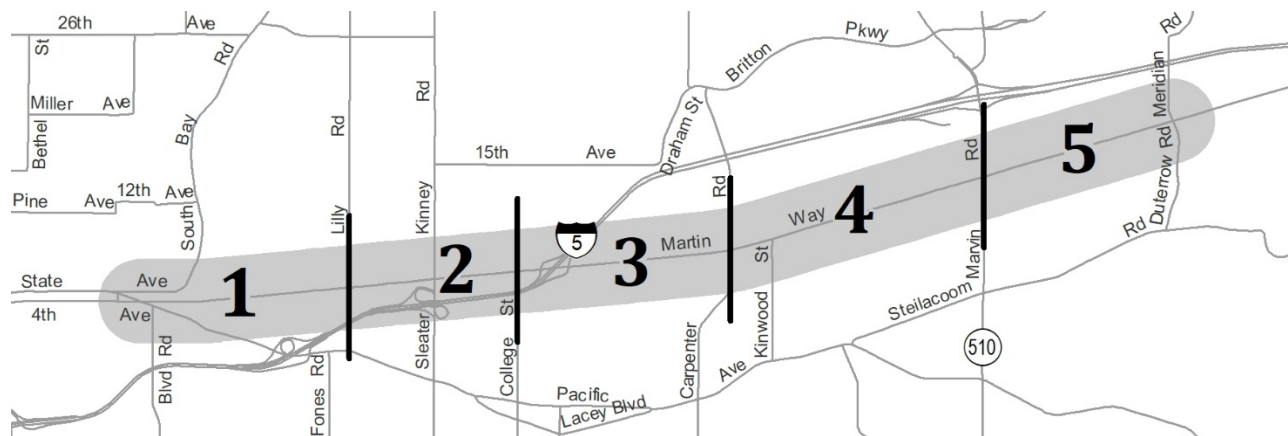 26th Ave
St
Bethel
Miller Ave
Pine Ave
12th Ave
South Bay Rd
State Ave
4th Ave
Blvd Rd
Fones Rd
Lilly Rd
Sleater Kinney Rd
College St
15th Ave
Draham St
Britton Pkwy
Carpenter Rd
Martin Way
Kinwood St
Pacific Ave
Lacey Blvd
Marvin Rd
Steilacoom Rd
Duterrow Rd
Meridian Rd
5
510
1
2
3
4
5